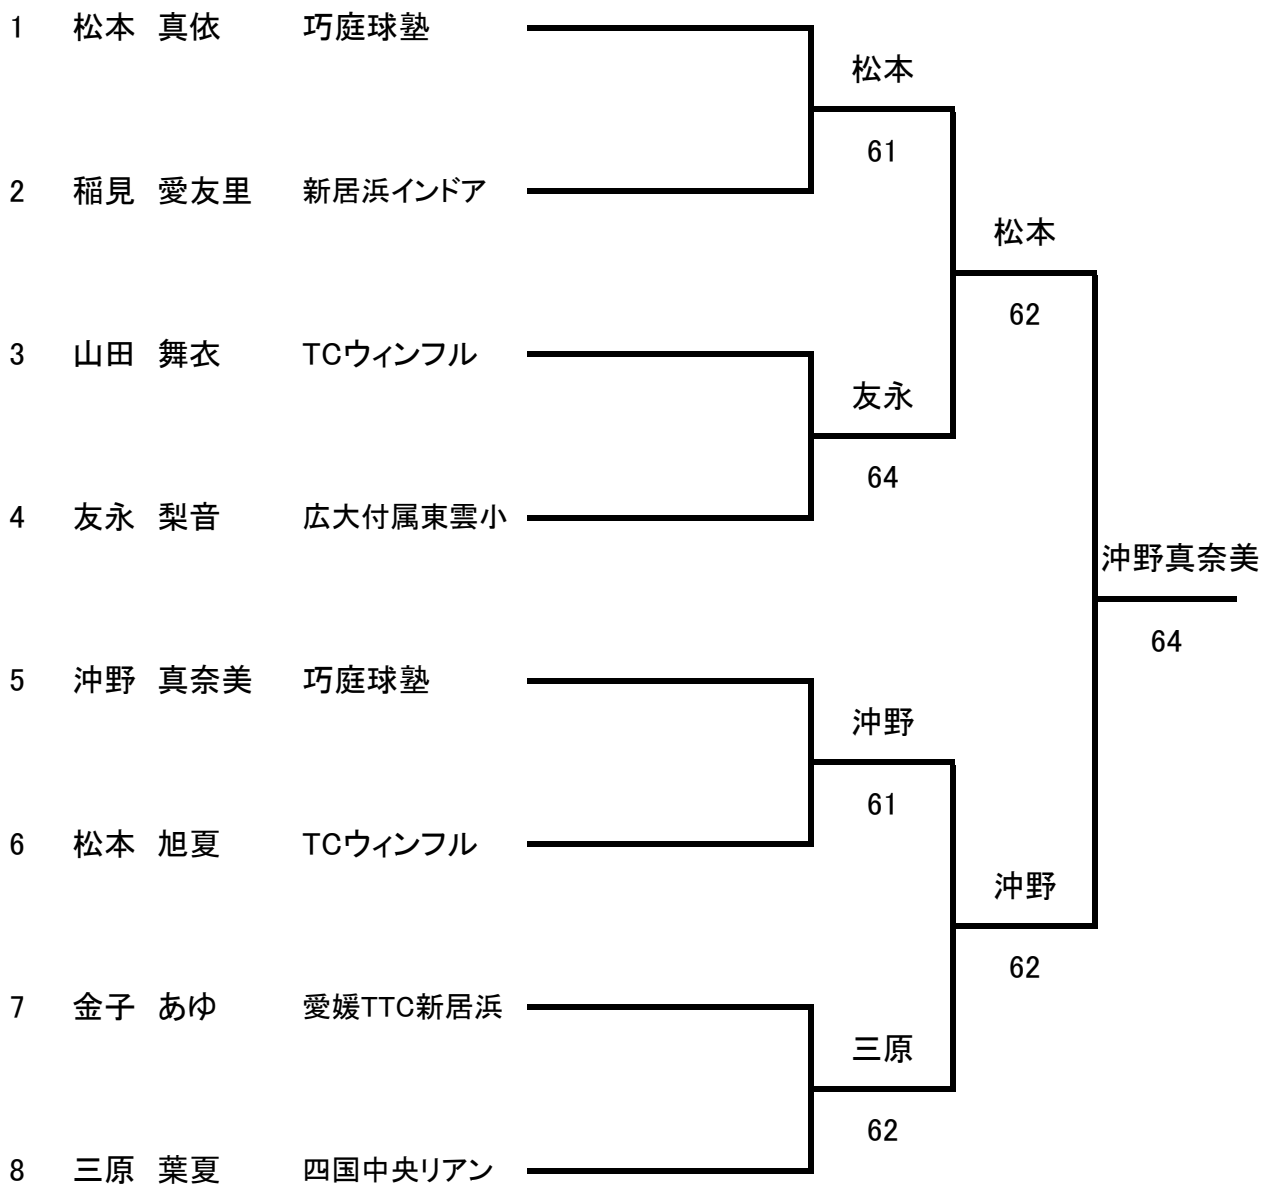 1 松本 真依 巧庭球塾
松本
61
2 稲見 愛友里 新居浜インドア
松本
62
3 山田 舞衣 TCウィンフル
友永
64
4 友永 梨音 広大付属東雲小
沖野真奈美
64
5 沖野 真奈美 巧庭球塾
沖野
61
6 松本 旭夏 TCウィンフル
沖野
62
7 金子 あゆ 愛媛TTC新居浜
三原
62
8 三原 葉夏 四国中央リアン